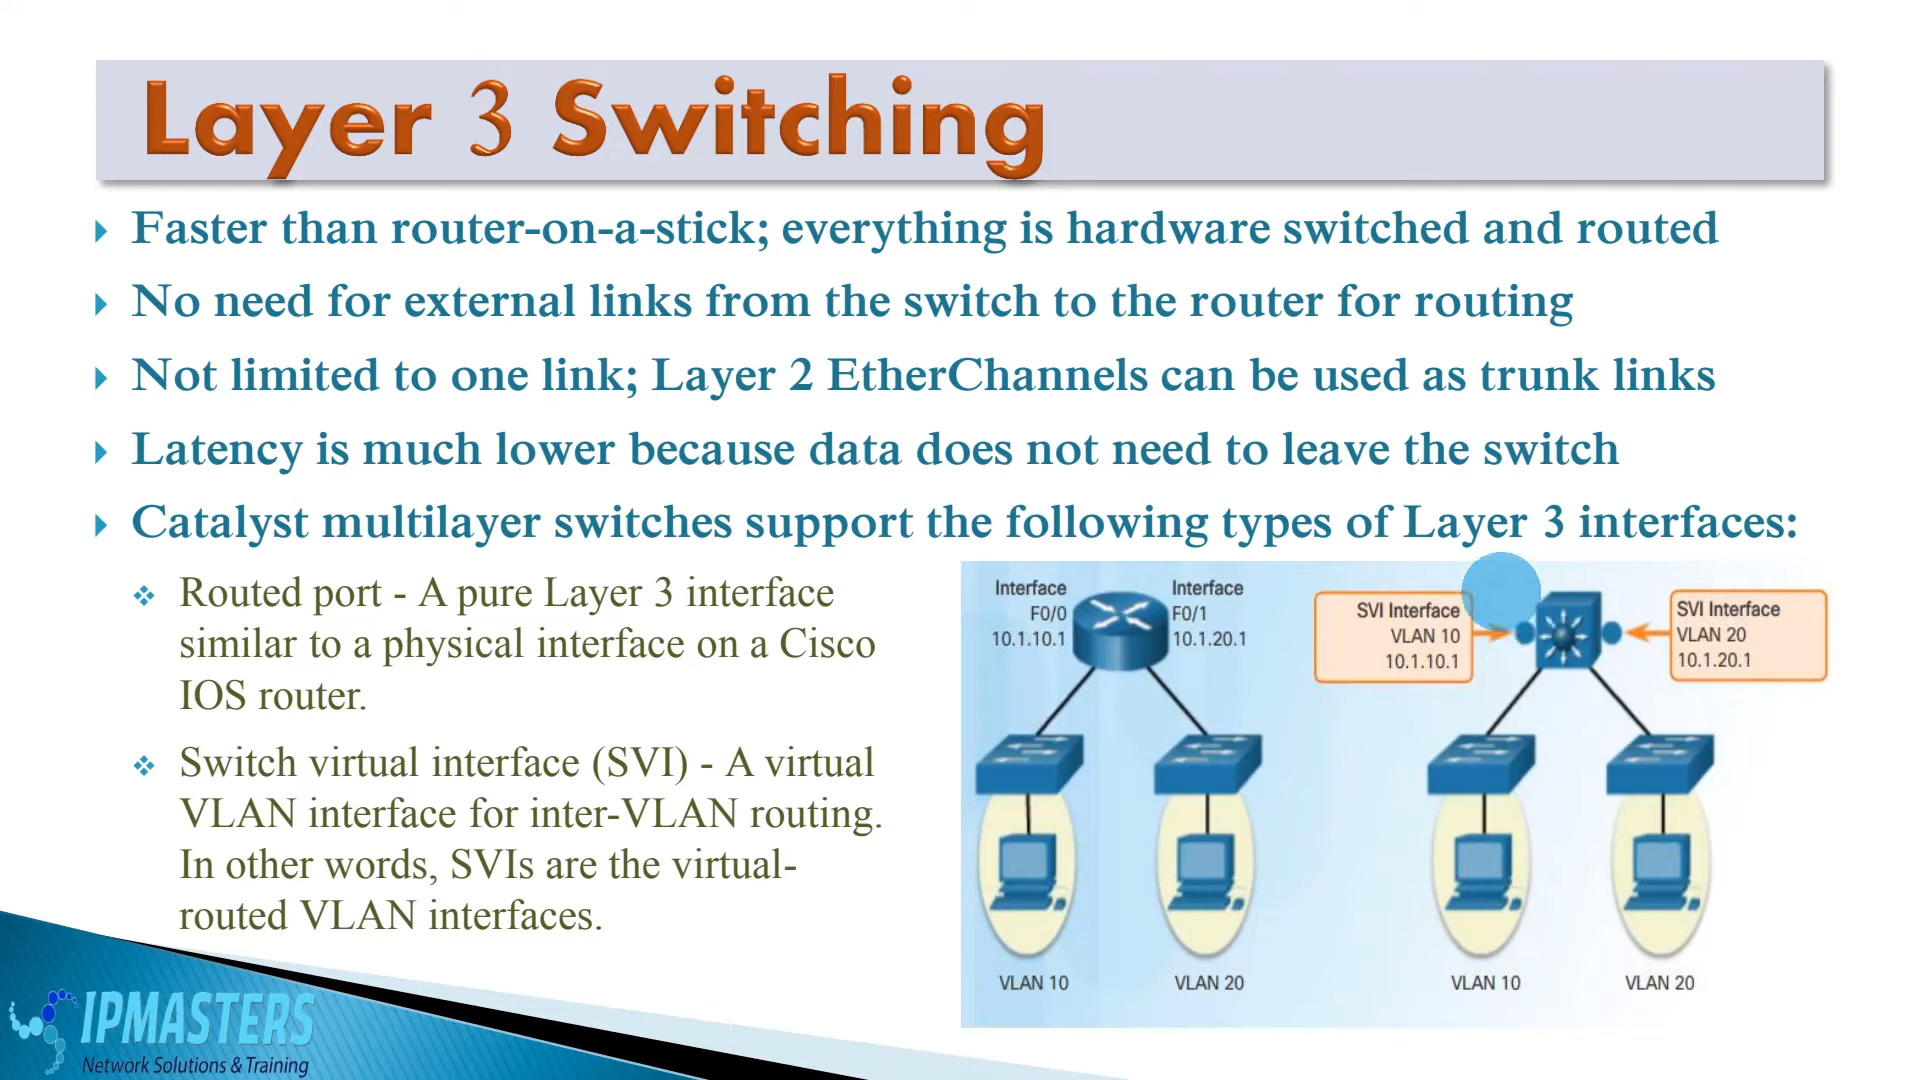 Layer 3 Switching
Faster than router-on-a-stick; everything is hardware switched and routed
No need for external links from the switch to the router for routing
Not limited to one link; Layer 2 EtherChannels can be used as trunk links
Latency is much lower because data does not need to leave the switch
Catalyst multilayer switches support the following types of Layer 3 interfaces:
Routed port - A pure Layer 3 interface
similar to a physical interface on a Cisco
IOS router.
Switch virtual interface (SVI) - A virtual
VLAN interface for inter-VLAN routing.
In other words, SVIs are the virtual-
routed VLAN interfaces.
Interface
F0/0
10.1.10.1
Interface
F0/1
10.1.20.1
SVI Interface
VLAN 10
10.1.10.1
SVI Interface
VLAN 20
10.1.20.1
VLAN 10
VLAN 20
VLAN 10
VLAN 20
IPMASTERS
Network Solutions & Training